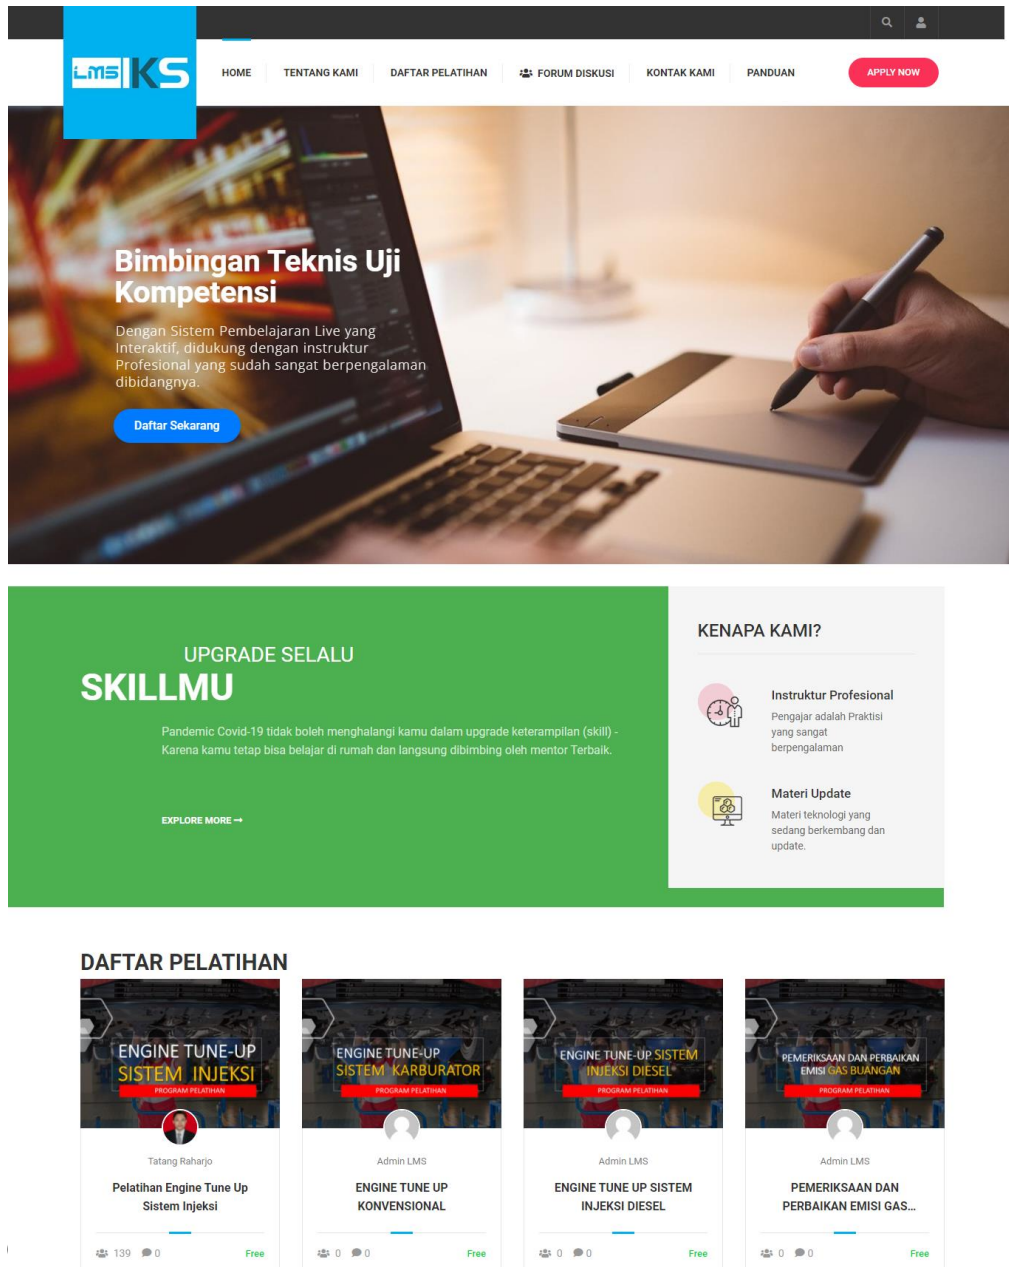 LMS IKS
HOME
TENTANG KAMI
DAFTAR PELATIHAN
FORUM DISKUSI
KONTAK KAMI
PANDUAN
APPLY NOW
Bimbingan Teknis Uji
Kompetensi
Dengan Sistem Pembelajaran Live yang
Interaktif, didukung dengan instruktur
Profesional yang sudah sangat berpengalaman
dibidangnya.
Daftar Sekarang
UPGRADE SELALU
SKILLMU
Pandemic Covid-19 tidak boleh menghalangi kamu dalam upgrade keterampilan (skill) -
Karena kamu tetap bisa belajar di rumah dan langsung dibimbing oleh mentor Terbaik.
EXPLORE MORE →
KENAPA KAMI?
Instruktur Profesional
Pengajar adalah Praktisi
yang sangat
berpengalaman
Materi Update
Materi teknologi yang
sedang berkembang dan
update.
DAFTAR PELATIHAN
ENGINE TUNE-UP
SISTEM INJEKSI
PROGRAM PELATIHAN
Tatang Raharjo
Pelatihan Engine Tune Up
Sistem Injeksi
139 0 Free
ENGINE TUNE-UP
SISTEM KARBURATOR
PROGRAM PELATIHAN
Admin LMS
ENGINE TUNE UP
KONVENSIONAL
0 0 Free
ENGINE TUNE-UP SISTEM
INJEKSI DIESEL
PROGRAM PELATIHAN
Admin LMS
ENGINE TUNE UP SISTEM
INJEKSI DIESEL
0 0 Free
PEMERIKSAAN DAN PERBAIKAN
EMISI GAS BUANGAN
PROGRAM PELATIHAN
Admin LMS
PEMERIKSAAN DAN
PERBAIKAN EMISI GAS...
0 0 Free